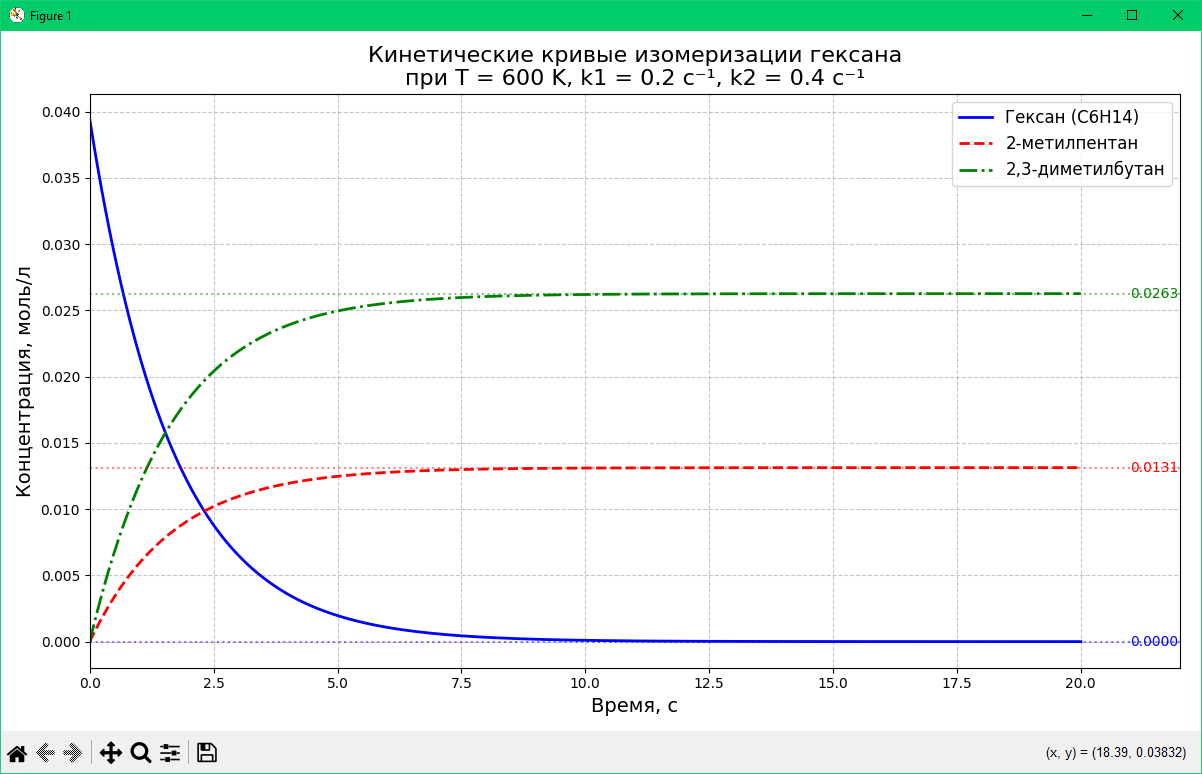 Figure 1
Кинетические кривые изомеризации гексана
при T = 600 K, k1 = 0.2 с⁻¹, k2 = 0.4 с⁻¹
Концентрация, моль/л
0.040
0.035
0.030
0.025
0.020
0.015
0.010
0.005
0.000
Гексан (C6H14)
2-метилпентан
2,3-диметилбутан
0.0263
0.0131
0.0000
0.0
2.5
5.0
7.5
10.0
12.5
15.0
17.5
20.0
Время, с
(x, y) = (18.39, 0.03832)